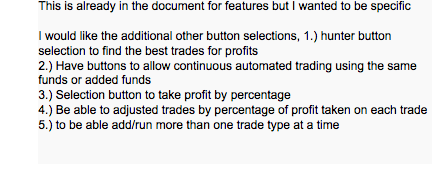 This is already in the document for features but I wanted to be specific
I would like the additional other button selections, 1.) hunter button
selection to find the best trades for profits
2.) Have buttons to allow continuous automated trading using the same
funds or added funds
3.) Selection button to take profit by percentage
4.) Be able to adjusted trades by percentage of profit taken on each trade
5.) to be able add/run more than one trade type at a time